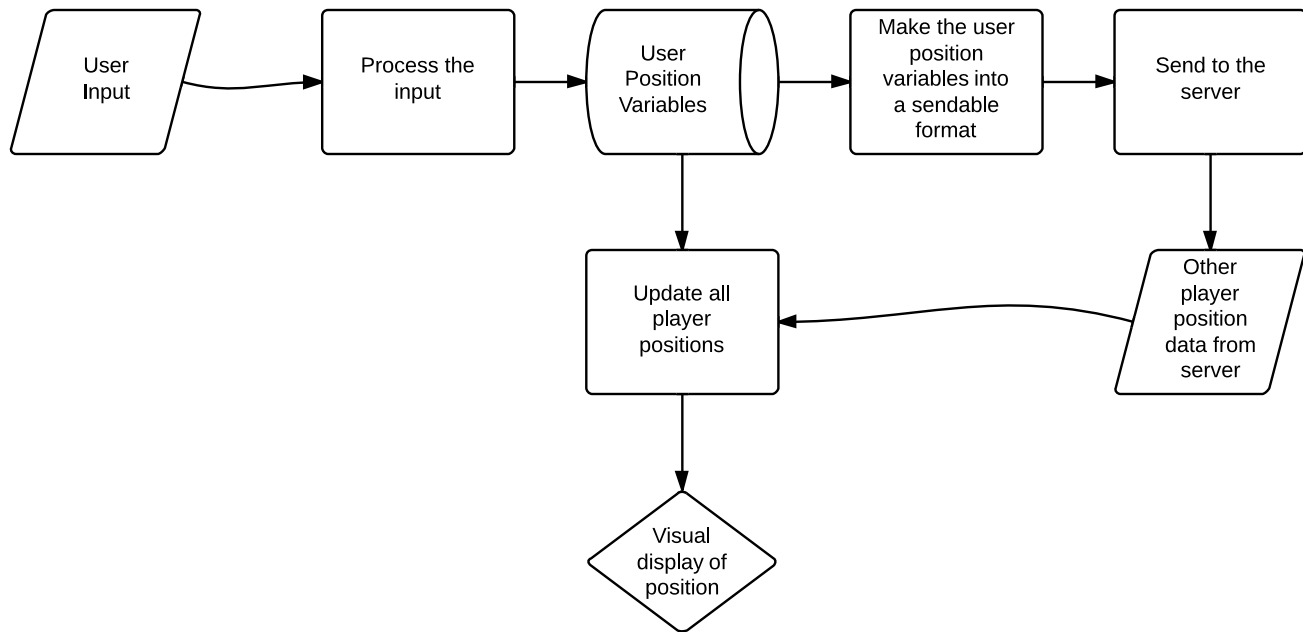 User
Input
Process the
input
User
Position
Variables
Make the user
position
variables into
a sendable
format
Send to the
server
Update all
player
positions
Other
player
position
data from
server
Visual
display of
position